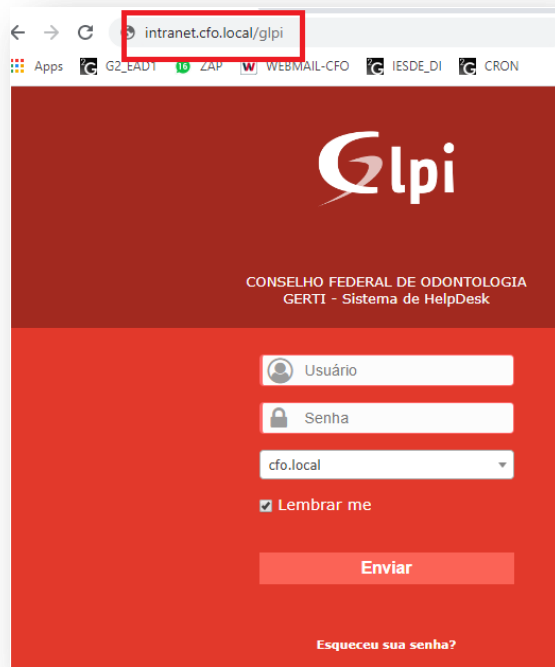 intranet.cfo.local/glpi
Apps G2_EAD1 16 ZAP W WEBMAIL-CFO G IESDE_DI G CRON
Glpi
CONSELHO FEDERAL DE ODONTOLOGIA
GERTI - Sistema de HelpDesk
Usuário
Senha
cfo.local
Lembrar me
Enviar
Esqueceu sua senha?